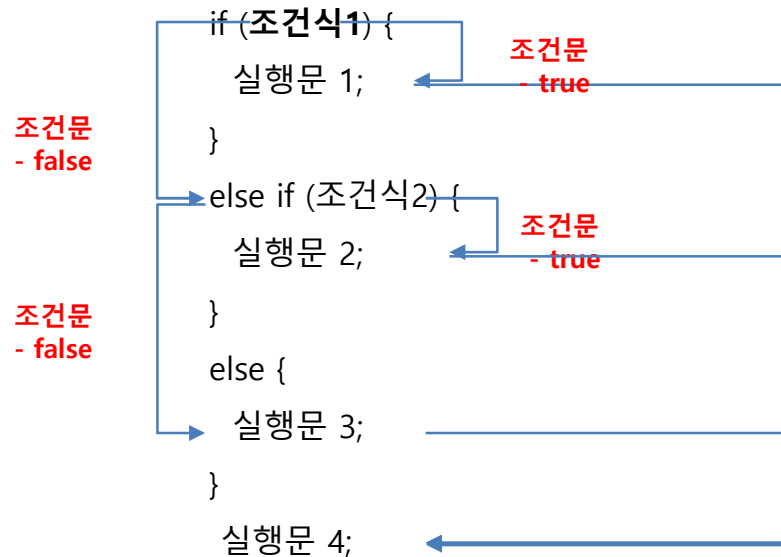 if (조건식1) {
조건문
- true
실행문 1;
조건문
- false
}
else if (조건식2) {
조건문
- true
실행문 2;
}
조건문
- false
else {
실행문 3;
}
실행문 4;